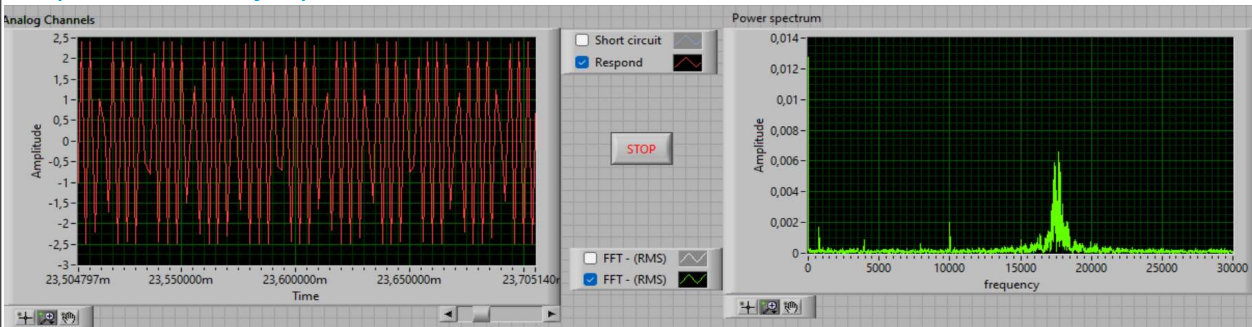 Analog Channels
2,5
2
1,5
1
0,5
0
-0,5
-1
-1,5
-2
-2,5
-3
Amplitude
23,504797m
23,550000m
23,600000m
23,650000m
23,705140
Time
Short circuit
Respond
STOP
FFT - (RMS)
FFT - (RMS)
Power spectrum
0,014
0,012
0,01
0,008
0,006
0,004
0,002
0
Amplitude
0
5000
10000
15000
20000
25000
30000
frequency